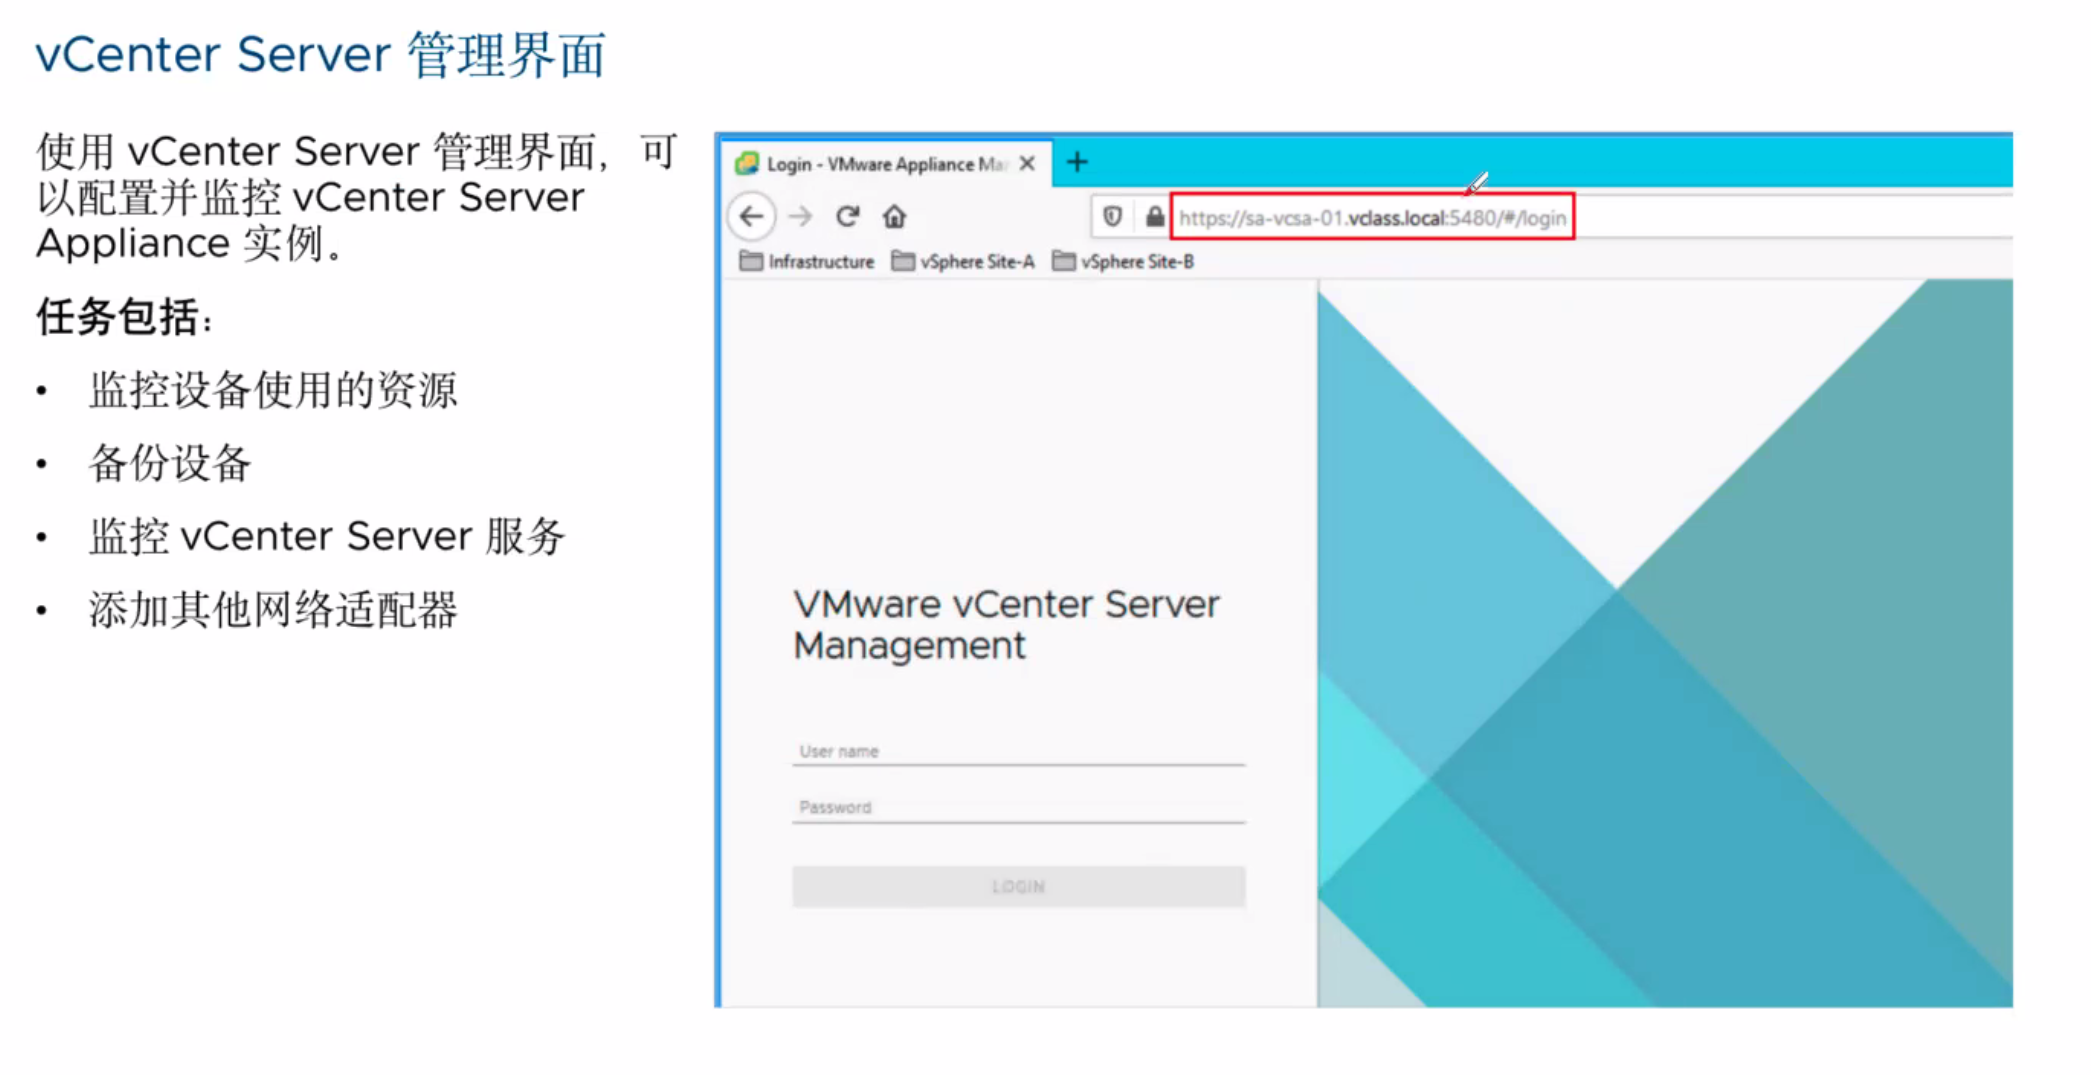 vCenter Server 管理界面
使用 vCenter Server 管理界面，可
以配置并监控 vCenter Server
Appliance 实例。
任务包括：
• 监控设备使用的资源
• 备份设备
• 监控 vCenter Server 服务
• 添加其他网络适配器
Login - VMware Appliance Ma
https://sa-vcsa-01.vclass.local:5480/#/login
Infrastructure vSphere Site-A vSphere Site-B
VMware vCenter Server
Management
User name
Password
LOGIN